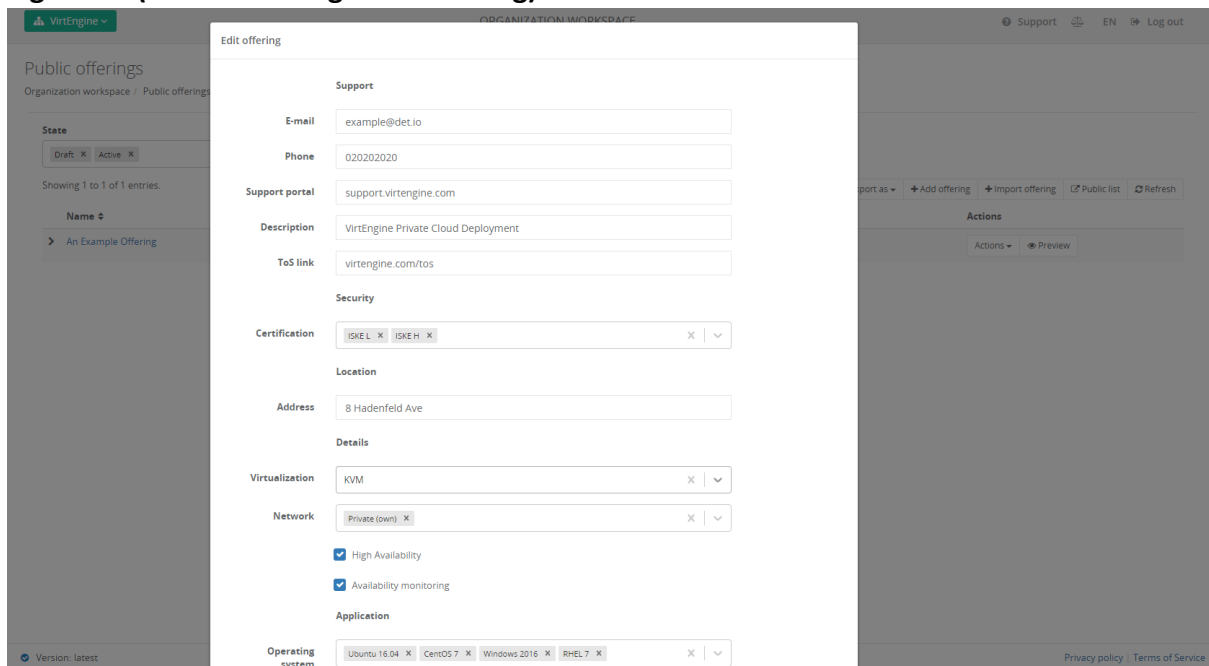 VirtEngine
ORGANIZATION WORKSPACE
Support
EN
Log out
Edit offering
Public offerings
Organization workspace / Public offerings
Support
E-mail
example@det.io
State
Draft × Active ×
Phone
020202020
Showing 1 to 1 of 1 entries.
Support portal
support.virtengine.com
port as
Add offering
Import offering
Public list
Refresh
Name
Actions
Description
VirtEngine Private Cloud Deployment
An Example Offering
Actions
Preview
ToS link
virtengine.com/tos
Security
Certification
ISKE L × ISKE H ×
Location
Address
8 Hadenfeld Ave
Details
Virtualization
KVM
Network
Private (own) ×
High Availability
Availability monitoring
Application
Operating system
Ubuntu 16.04 × CentOS 7 × Windows 2016 × RHEL 7 ×
Version: latest
Privacy policy | Terms of Service